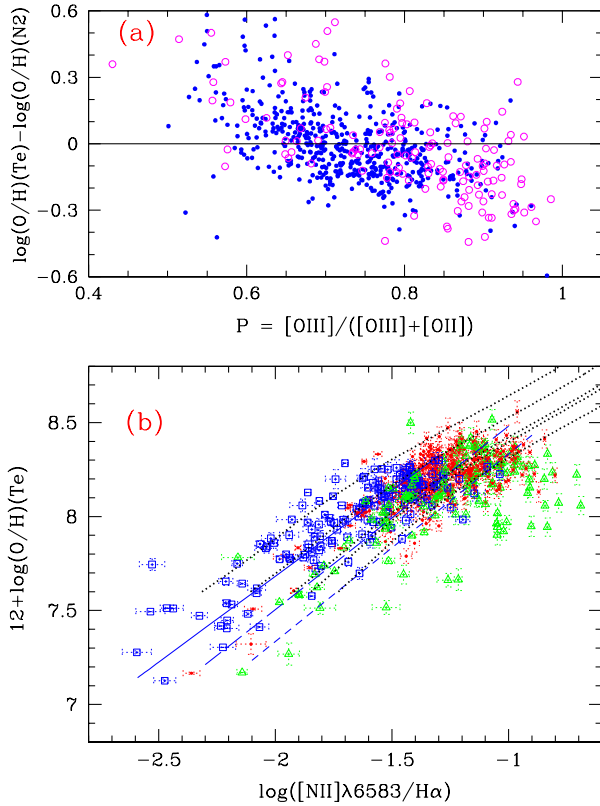 (a)
log(O/H)(Te)−log(O/H)(N2)
0.6
0.3
0
−0.3
−0.6
0.4
0.6
0.8
1
P = [OIII]/([OIII]+[OII])
(b)
12+log(O/H)(Te)
8.5
8
7.5
7
−2.5
−2
−1.5
−1
log([NII]λ6583/Hα)